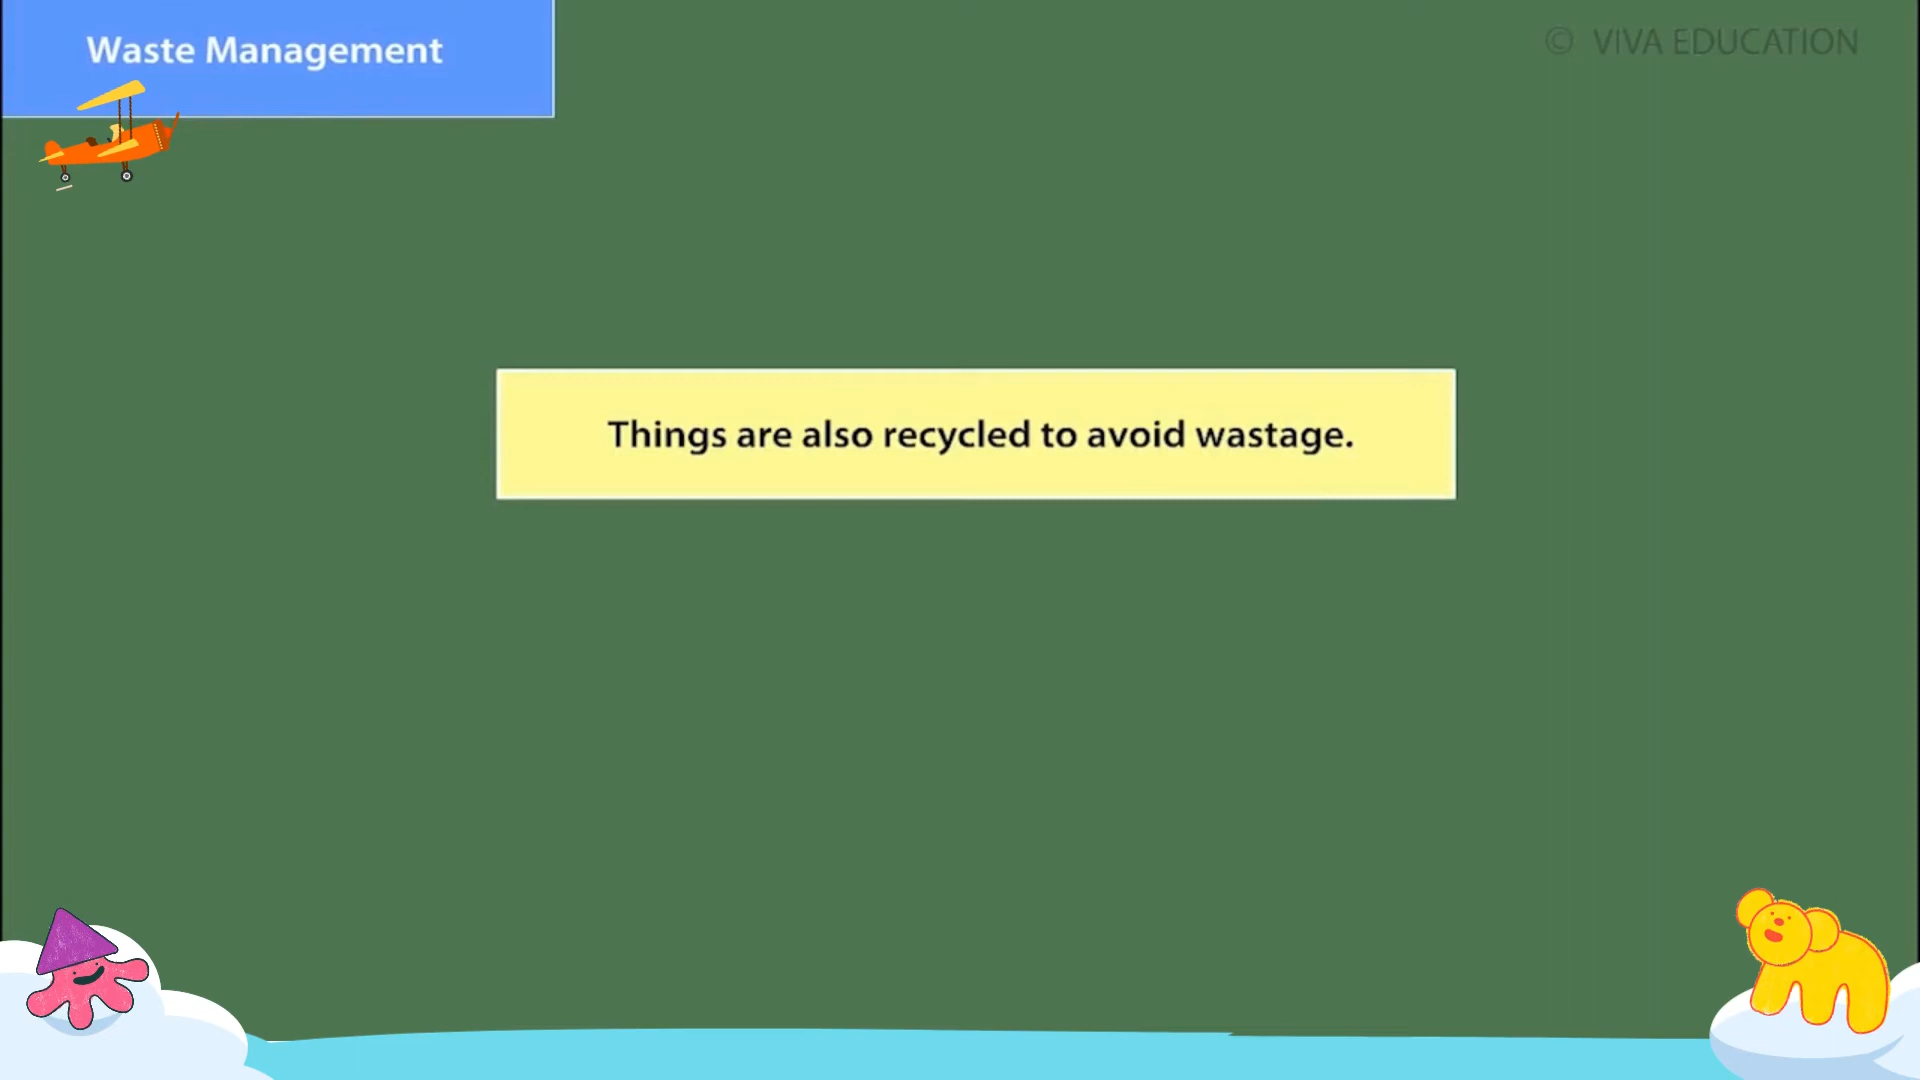 Waste Management
© VIVA EDUCATION
Things are also recycled to avoid wastage.